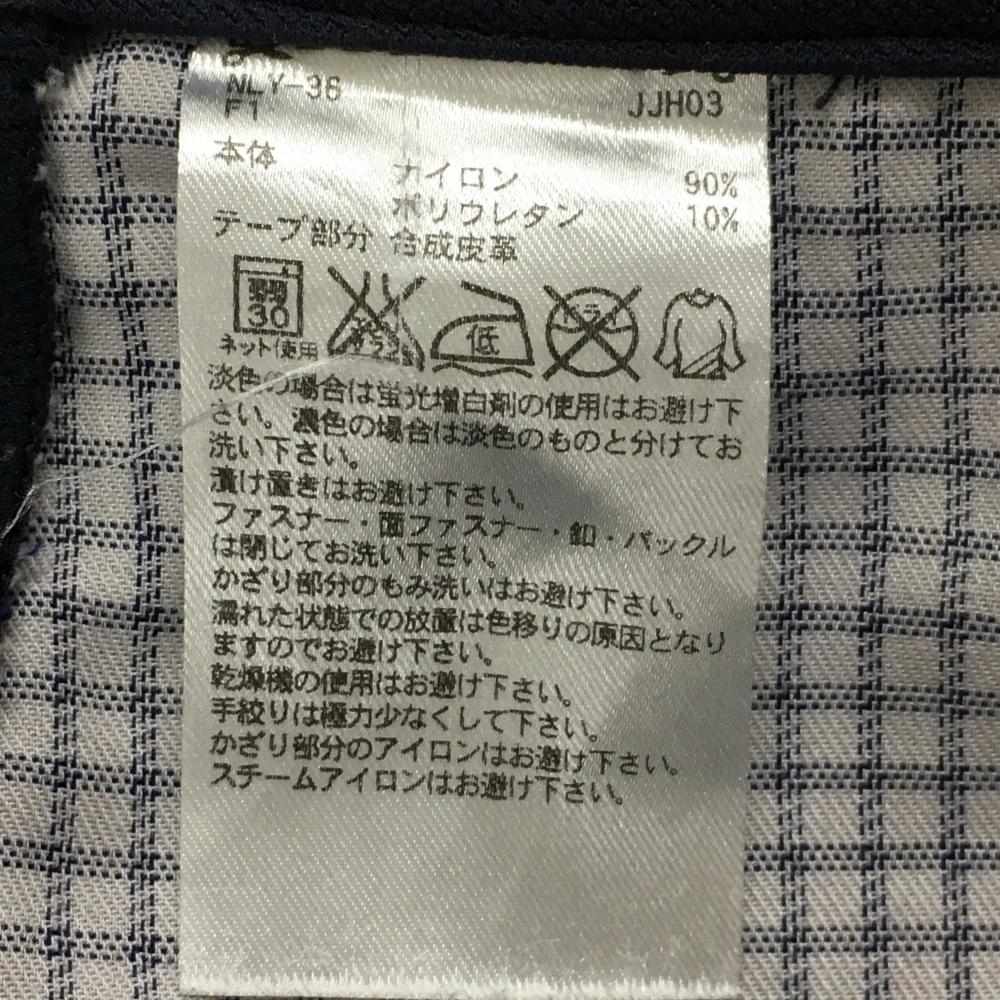 NLY-36
F1
JJH03
本体
ナイロン 90%
ポリウレタン 10%
テープ部分 合成皮革
弱
30
ネット使用
低
ドライ
淡色の場合は蛍光増白剤の使用はお避け下
さい。濃色の場合は淡色のものと分けてお
洗い下さい。
漬け置きはお避け下さい。
ファスナー・面ファスナー・釦・バックル
は閉じてお洗い下さい。
かざり部分のもみ洗いはお避け下さい。
濡れた状態での放置は色移りの原因となり
ますのでお避け下さい。
乾燥機の使用はお避け下さい。
手絞りは極力少なくして下さい。
かざり部分のアイロンはお避け下さい。
スチームアイロンはお避け下さい。